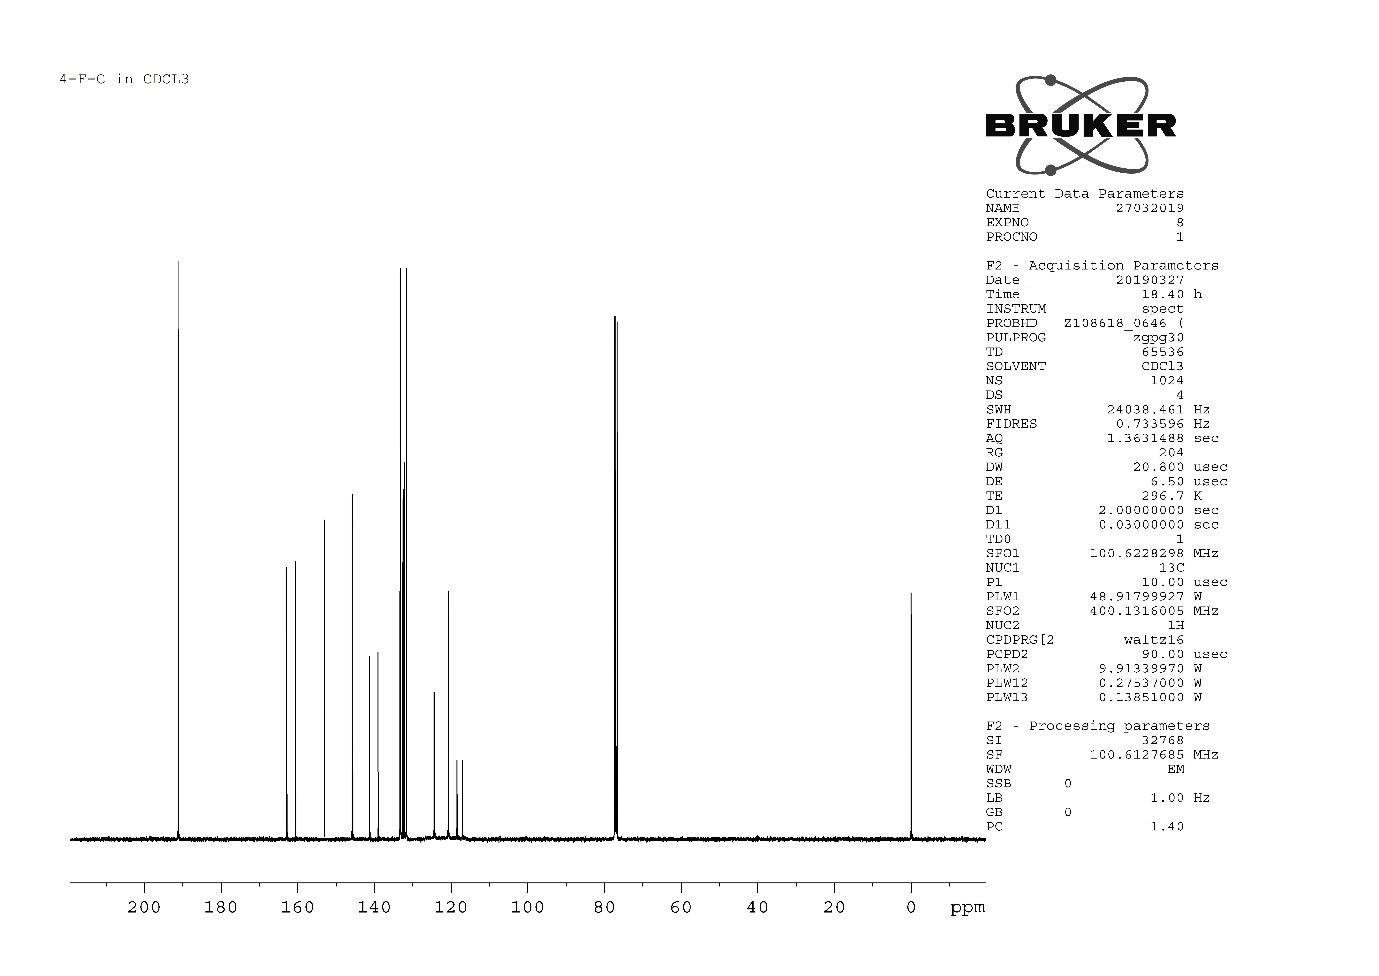 4-F-C in CDCL3
BRUKER
Current Data Parameters
NAME 27032019
EXPNO 8
PROCNO 1
F2 - Acquisition Parameters
Date 20190327
Time 18.40 h
INSTRUM spect
PROBHD Z108618_0646 (
PULPROG zgpg30
TD 65536
SOLVENT CDCl3
NS 1024
DS 4
SWH 24038.461 Hz
FIDRES 0.733596 Hz
AQ 1.3631488 sec
RG 204
DW 20.800 usec
DE 6.50 usec
TE 296.7 K
D1 2.00000000 sec
D11 0.03000000 sec
TD0 1
SFO1 100.6228298 MHz
NUC1 13C
P1 10.00 usec
PLW1 48.91799927 W
SFO2 400.1316005 MHz
NUC2 1H
CPDPRG[2 waltz16
PCPD2 90.00 usec
PLW2 9.91339970 W
PLW12 0.27537000 W
PLW13 0.13851000 W
F2 - Processing parameters
SI 32768
SF 100.6127685 MHz
WDW EM
SSB 0
LB 1.00 Hz
GB 0
PC 1.40
200 180 160 140 120 100 80 60 40 20 0 ppm